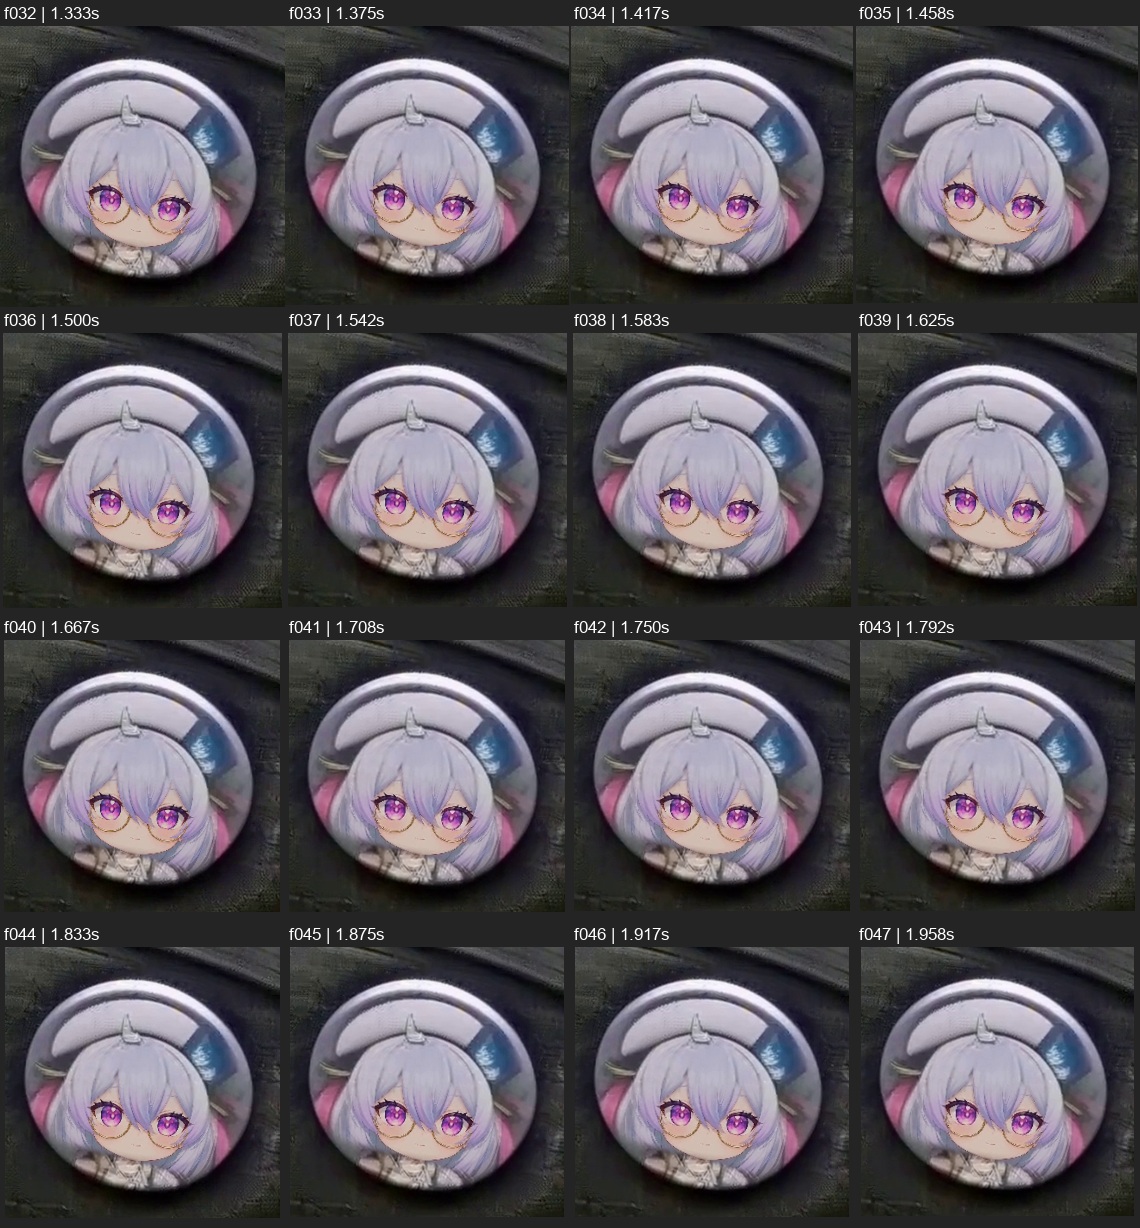 f032 | 1.333s
f033 | 1.375s
f034 | 1.417s
f035 | 1.458s
f036 | 1.500s
f037 | 1.542s
f038 | 1.583s
f039 | 1.625s
f040 | 1.667s
f041 | 1.708s
f042 | 1.750s
f043 | 1.792s
f044 | 1.833s
f045 | 1.875s
f046 | 1.917s
f047 | 1.958s